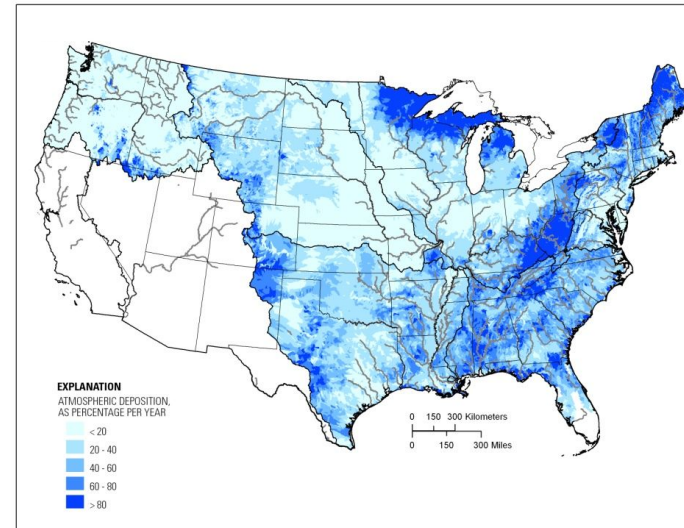 EXPLANATION
ATMOSPHERIC DEPOSITION,
AS PERCENTAGE PER YEAR
< 20
20 - 40
40 - 60
60 - 80
> 80
0 150 300 Kilometers
0 150 300 Miles